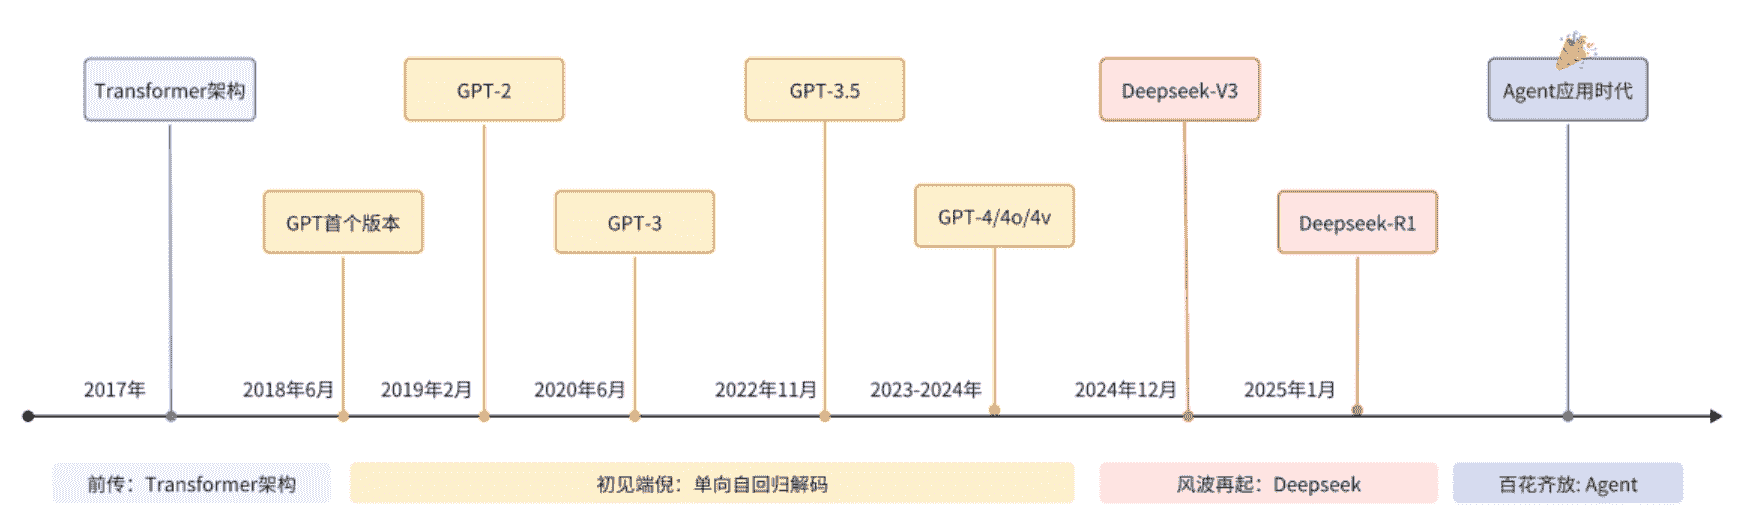 Transformer架构
GPT-2
GPT-3.5
Deepseek-V3
Agent应用时代
GPT首个版本
GPT-3
GPT-4/4o/4v
Deepseek-R1
2017年
2018年6月
2019年2月
2020年6月
2022年11月
2023-2024年
2024年12月
2025年1月
前传：Transformer架构
初见端倪：单向自回归解码
风波再起：Deepseek
百花齐放: Agent